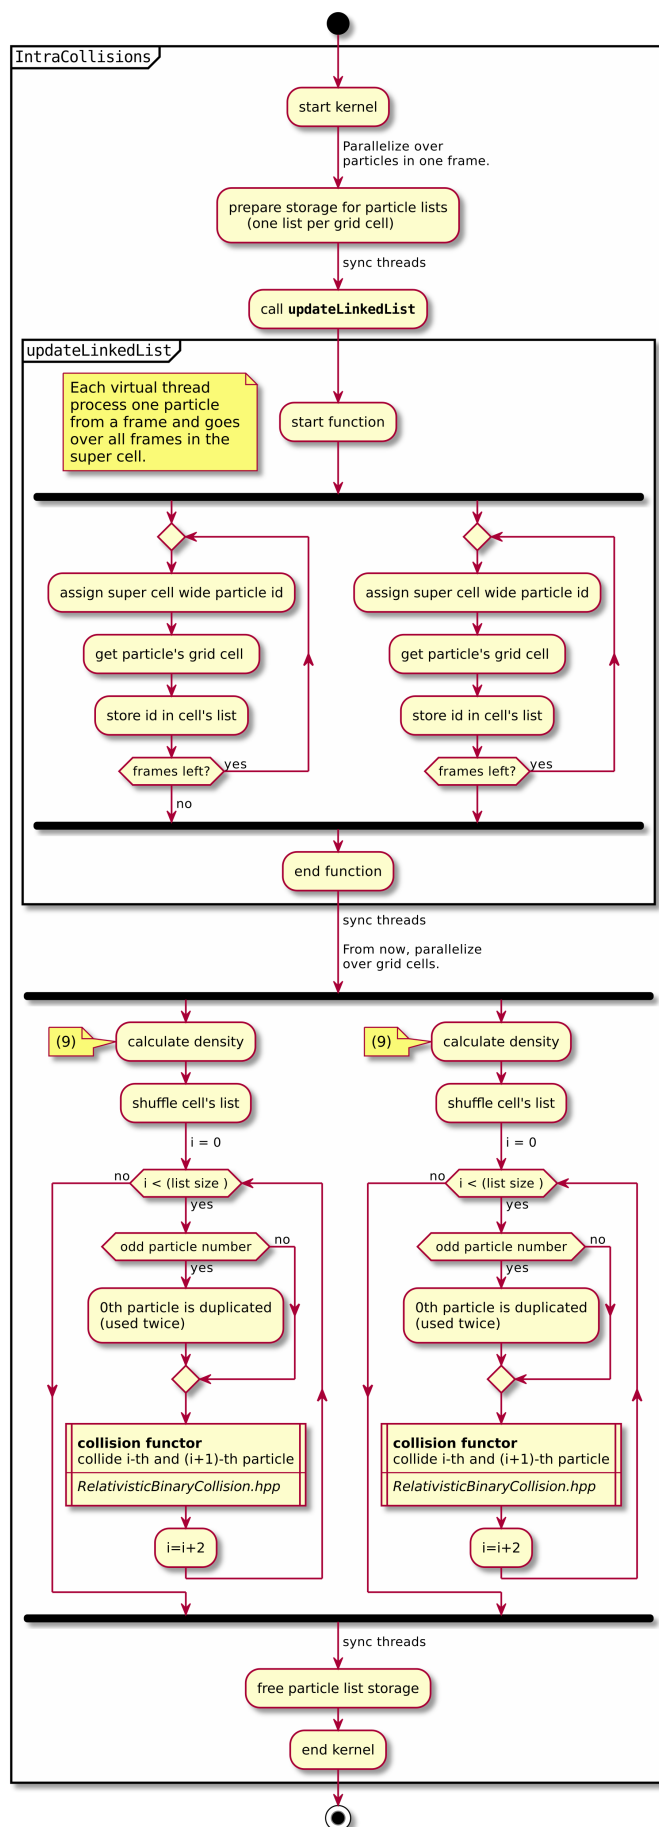 IntraCollisions
start kernel
Parallelize over
particles in one frame.
prepare storage for particle lists
(one list per grid cell)
sync threads
call updateLinkedList
updateLinkedList
Each virtual thread
process one particle
from a frame and goes
over all frames in the
super cell.
start function
assign super cell wide particle id
get particle's grid cell
store id in cell's list
frames left?
yes
no
assign super cell wide particle id
get particle's grid cell
store id in cell's list
frames left?
yes
end function
sync threads
From now, parallelize
over grid cells.
(9)
calculate density
shuffle cell's list
i = 0
no
i < (list size )
yes
odd particle number
no
yes
0th particle is duplicated
(used twice)
collision functor
collide i-th and (i+1)-th particle
RelativisticBinaryCollision.hpp
i=i+2
(9)
calculate density
shuffle cell's list
i = 0
no
i < (list size )
yes
odd particle number
no
yes
0th particle is duplicated
(used twice)
collision functor
collide i-th and (i+1)-th particle
RelativisticBinaryCollision.hpp
i=i+2
sync threads
free particle list storage
end kernel